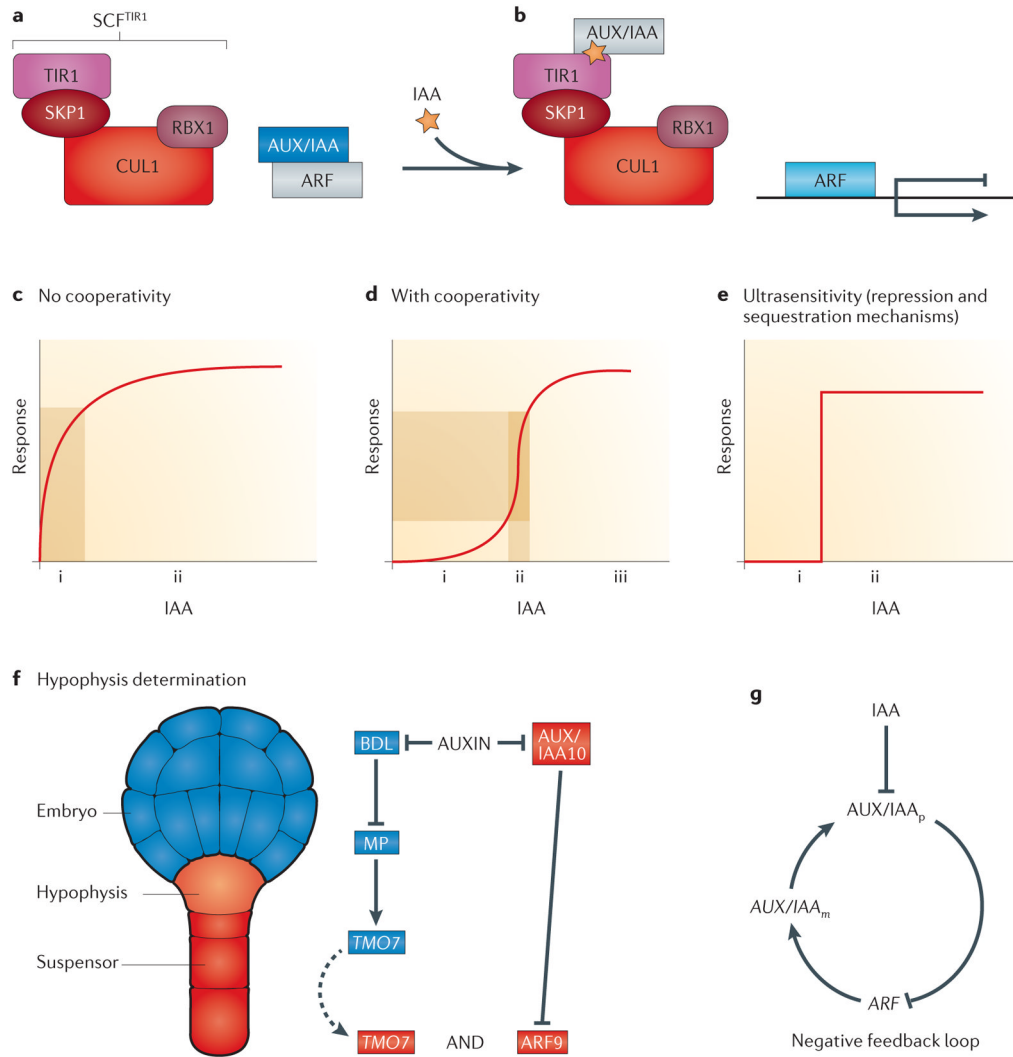 a
SCF^TIR1
TIR1
SKP1
RBX1
CUL1
AUX/IAA
ARF
IAA
b
AUX/IAA
TIR1
SKP1
RBX1
CUL1
ARF
c No cooperativity
Response
i ii
IAA
d With cooperativity
Response
i ii iii
IAA
e Ultrasensitivity (repression and
sequestration mechanisms)
Response
i ii
IAA
f Hypophysis determination
Embryo
Hypophysis
Suspensor
BDL
AUXIN
AUX/
IAA10
MP
TMO7
TMO7 AND ARF9
g
IAA
AUX/IAAp
AUX/IAAm
ARF
Negative feedback loop